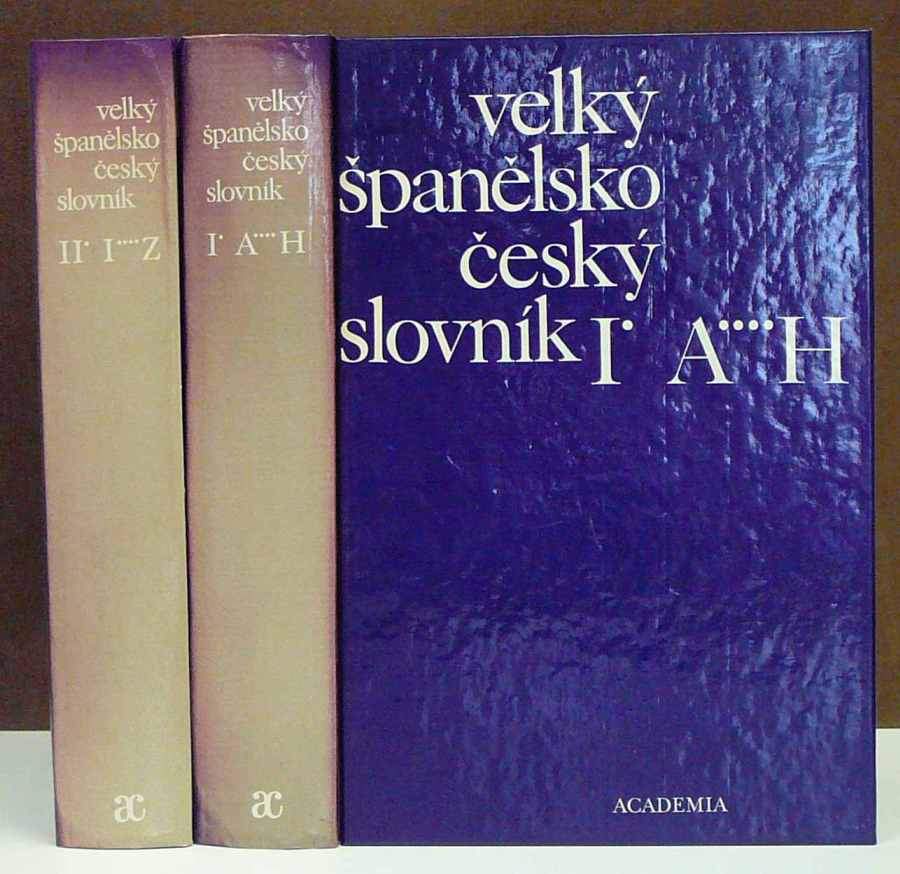 velký
španělsko
český
slovník
II• I••••Z
ac
velký
španělsko
český
slovník
I• A••••H
ac
velký
španělsko
český
slovník I• A••••H
ACADEMIA